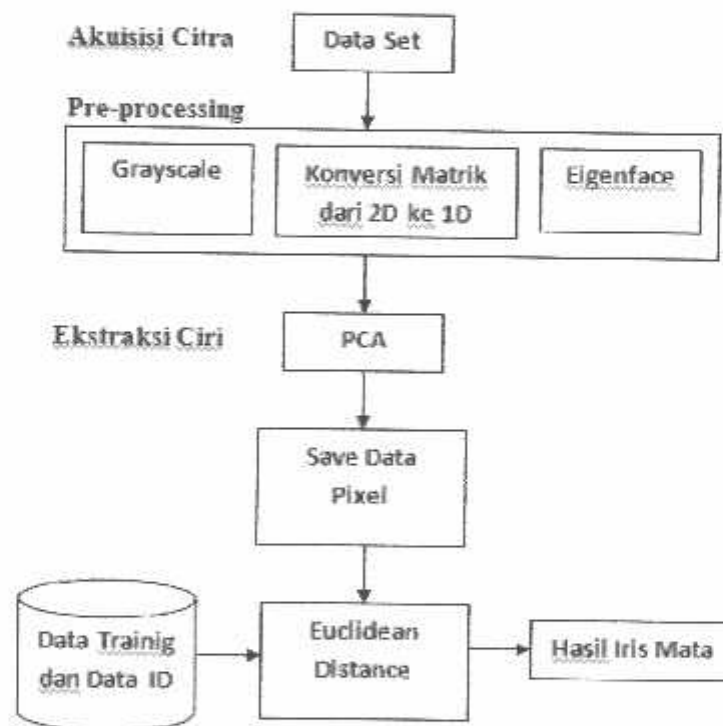 Akuisisi Citra
Data Set
Pre-processing
Grayscale
Konversi Matrik
dari 2D ke 1D
Eigenface
Ekstraksi Ciri
PCA
Save Data
Pixel
Data Trainig
dan Data ID
Euclidean
Distance
Hasil Iris Mata